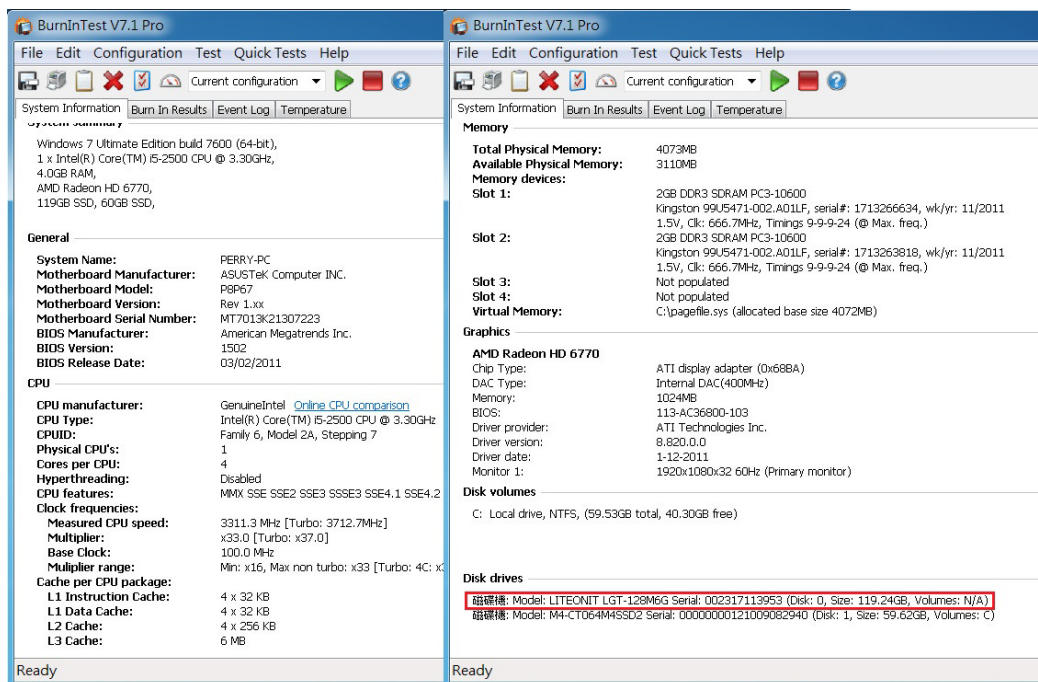 BurnInTest V7.1 Pro
File Edit Configuration Test Quick Tests Help
Current configuration
System Information Burn In Results Event Log Temperature
System Summary
Windows 7 Ultimate Edition build 7600 (64-bit),
1 x Intel(R) Core(TM) i5-2500 CPU @ 3.30GHz,
4.0GB RAM,
AMD Radeon HD 6770,
119GB SSD, 60GB SSD,
General
System Name: PERRY-PC
Motherboard Manufacturer: ASUSTeK Computer INC.
Motherboard Model: P8P67
Motherboard Version: Rev 1.xx
Motherboard Serial Number: MT7013K21307223
BIOS Manufacturer: American Megatrends Inc.
BIOS Version: 1502
BIOS Release Date: 03/02/2011
CPU
CPU manufacturer: GenuineIntel Online CPU comparison
CPU Type: Intel(R) Core(TM) i5-2500 CPU @ 3.30GHz
CPUID: Family 6, Model 2A, Stepping 7
Physical CPU's: 1
Cores per CPU: 4
Hyperthreading: Disabled
CPU features: MMX SSE SSE2 SSE3 SSSE3 SSE4.1 SSE4.2
Clock frequencies:
Measured CPU speed: 3311.3 MHz [Turbo: 3712.7MHz]
Multiplier: x33.0 [Turbo: x37.0]
Base Clock: 100.0 MHz
Muliplier range: Min: x16, Max non turbo: x33 [Turbo: 4C:
Cache per CPU package:
L1 Instruction Cache: 4 x 32 KB
L1 Data Cache: 4 x 32 KB
L2 Cache: 4 x 256 KB
L3 Cache: 6 MB
Ready
BurnInTest V7.1 Pro
File Edit Configuration Test Quick Tests Help
Current configuration
System Information Burn In Results Event Log Temperature
Memory
Total Physical Memory: 4073MB
Available Physical Memory: 3110MB
Memory devices:
Slot 1: 2GB DDR3 SDRAM PC3-10600
Kingston 99U5471-002.A01LF, serial#: 1713266634, wk/yr: 11/2011
1.5V, Clk: 666.7MHz, Timings 9-9-9-24 (@ Max. freq.)
Slot 2: 2GB DDR3 SDRAM PC3-10600
Kingston 99U5471-002.A01LF, serial#: 1713263818, wk/yr: 11/2011
1.5V, Clk: 666.7MHz, Timings 9-9-9-24 (@ Max. freq.)
Slot 3: Not populated
Slot 4: Not populated
Virtual Memory: C:\pagefile.sys (allocated base size 4072MB)
Graphics
AMD Radeon HD 6770
Chip Type: ATI display adapter (0x68BA)
DAC Type: Internal DAC(400MHz)
Memory: 1024MB
BIOS: 113-AC36800-103
Driver provider: ATI Technologies Inc.
Driver version: 8.820.0.0
Driver date: 1-12-2011
Monitor 1: 1920x1080x32 60Hz (Primary monitor)
Disk volumes
C: Local drive, NTFS, (59.53GB total, 40.30GB free)
Disk drives
磁碟機: Model: LITEONIT LGT-128M6G Serial: 002317113953 (Disk: 0, Size: 119.24GB, Volumes: N/A)
磁碟機: Model: M4-CT064M4SSD2 Serial: 00000000121009082940 (Disk: 1, Size: 59.62GB, Volumes: C)
Ready